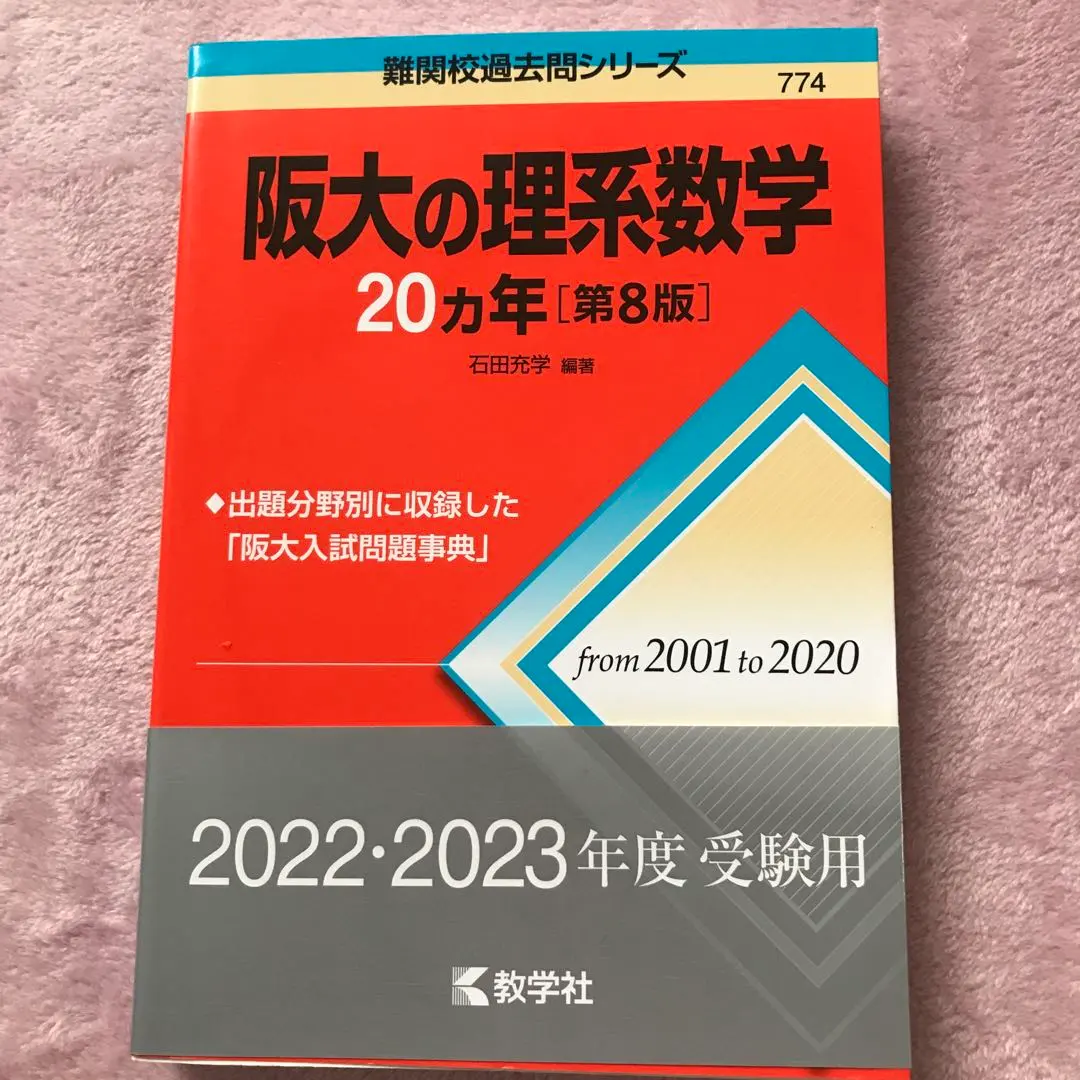 難関校過去問シリーズ
774
阪大の理系数学
20ヵ年［第8版］
石田充学 編著
◆出題分野別に収録した
「阪大入試問題事典」
from 2001 to 2020
2022・2023年度 受験用
教学社